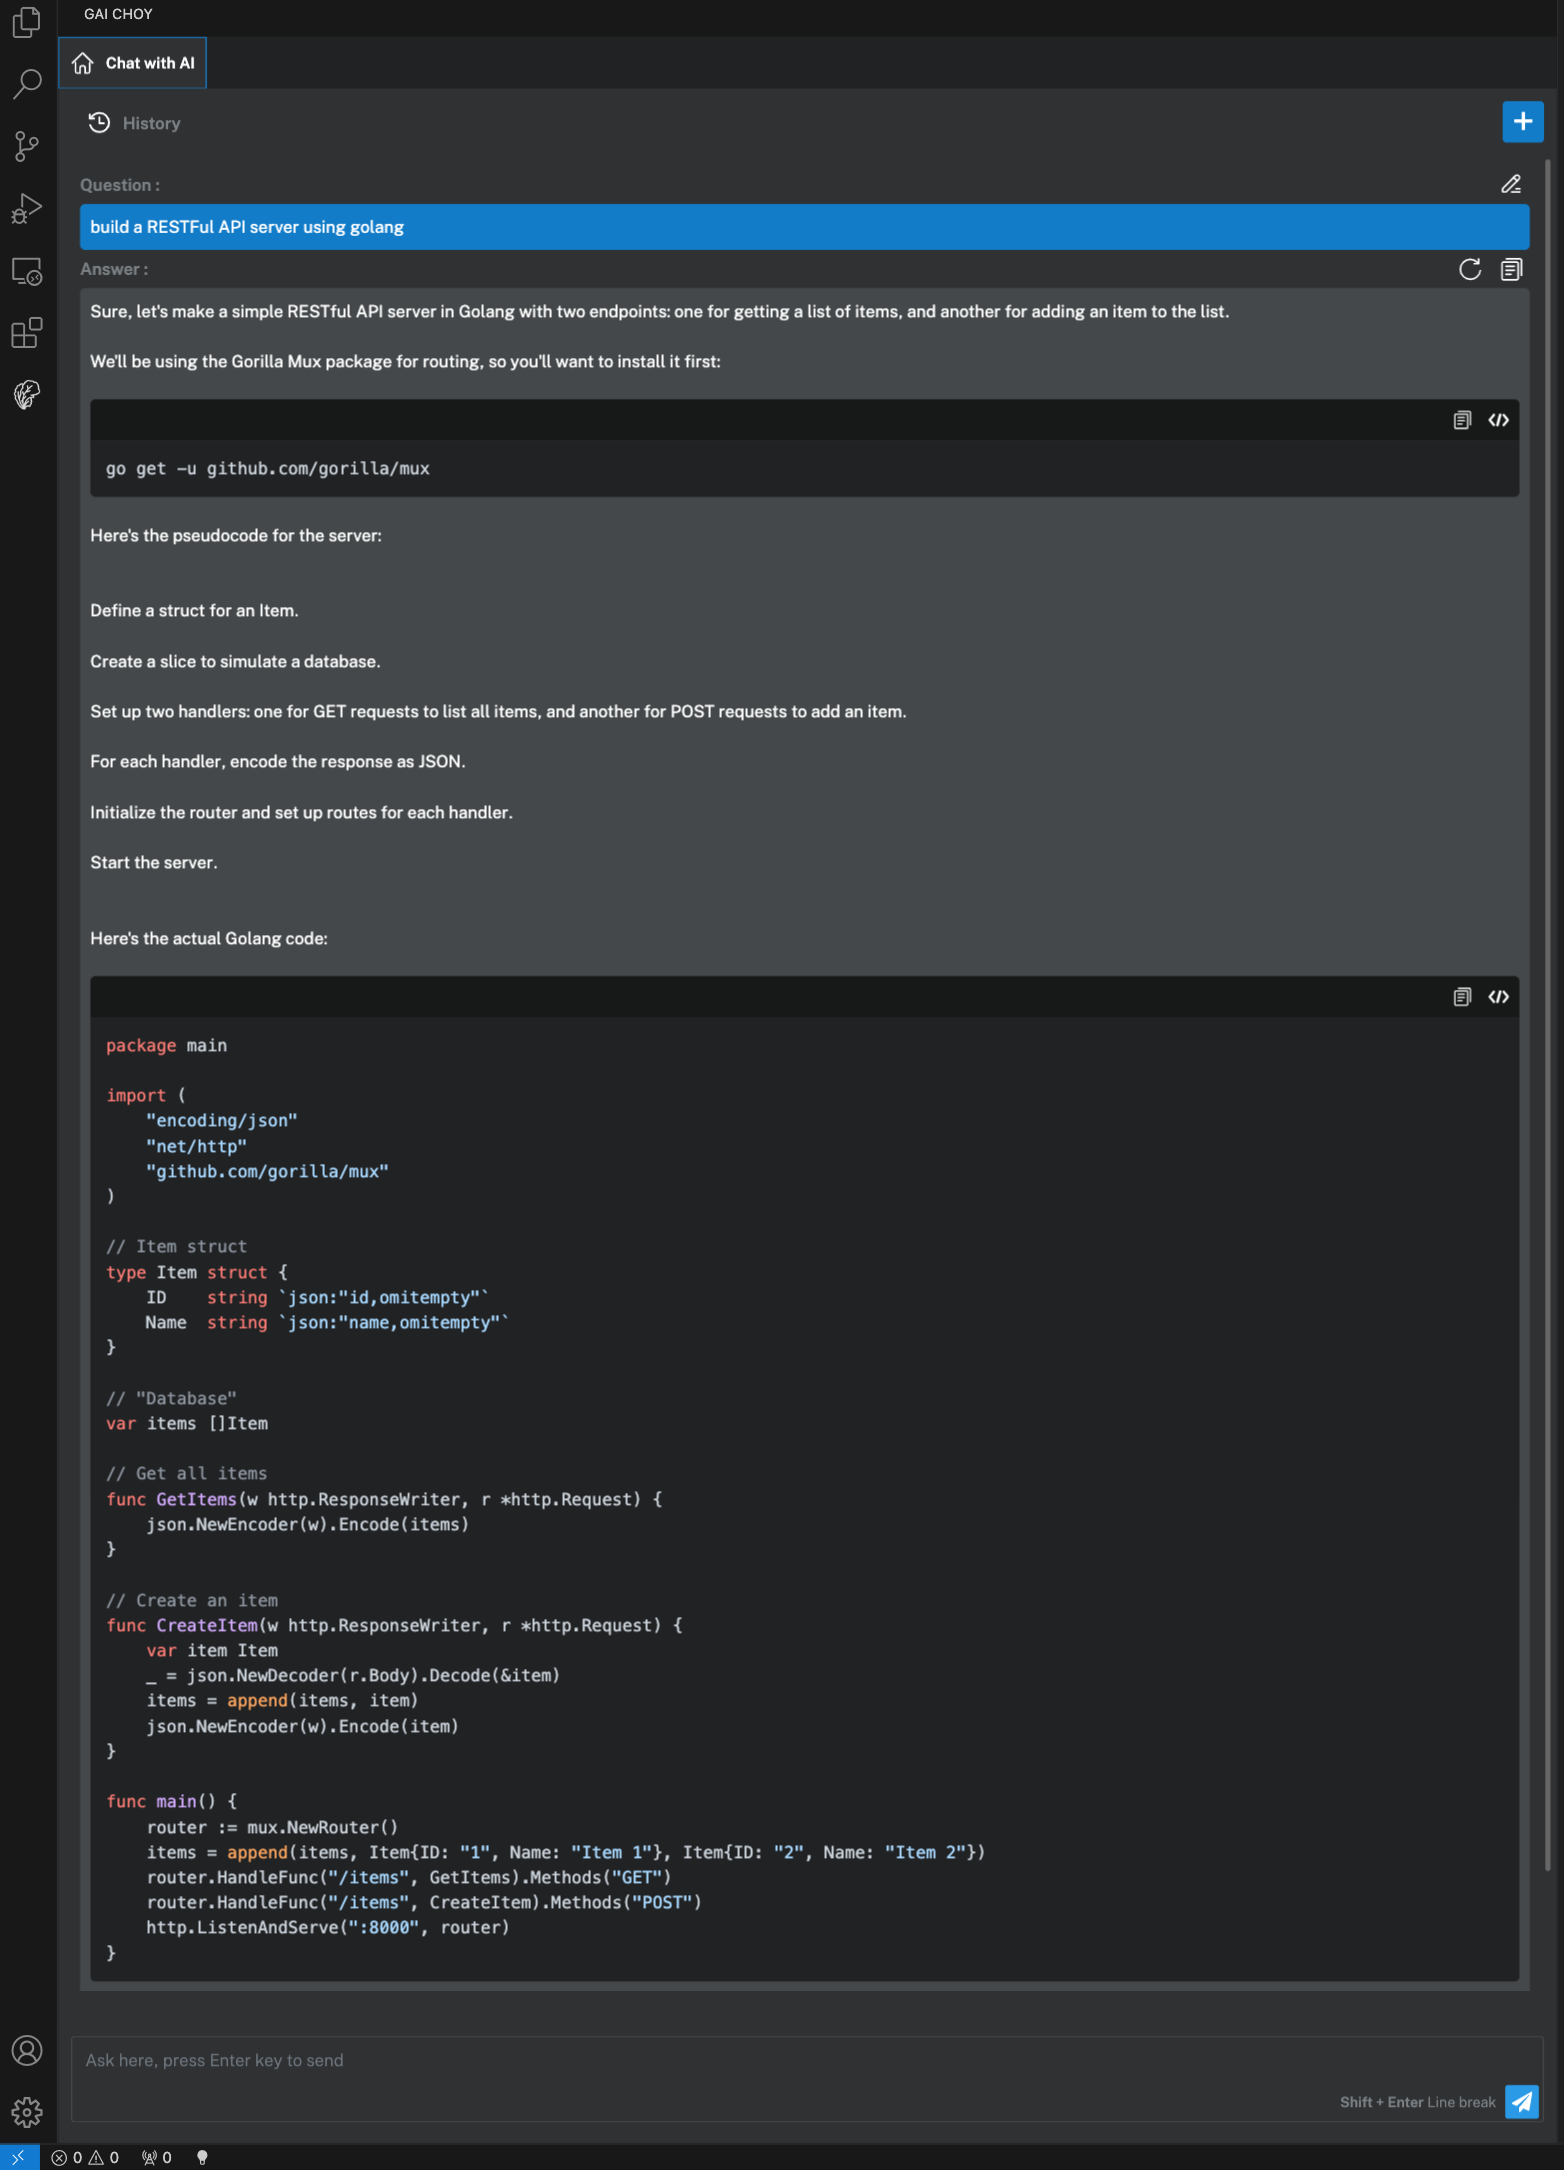 GAI CHOY
Chat with AI
History
Question :
build a RESTFul API server using golang
Answer :
Sure, let's make a simple RESTful API server in Golang with two endpoints: one for getting a list of items, and another for adding an item to the list.
We'll be using the Gorilla Mux package for routing, so you'll want to install it first:
go get -u github.com/gorilla/mux
Here's the pseudocode for the server:
Define a struct for an Item.
Create a slice to simulate a database.
Set up two handlers: one for GET requests to list all items, and another for POST requests to add an item.
For each handler, encode the response as JSON.
Initialize the router and set up routes for each handler.
Start the server.
Here's the actual Golang code:
package main
import (
    "encoding/json"
    "net/http"
    "github.com/gorilla/mux"
)
// Item struct
type Item struct {
    ID    string `json:"id,omitempty"`
    Name  string `json:"name,omitempty"`
}
// "Database"
var items []Item
// Get all items
func GetItems(w http.ResponseWriter, r *http.Request) {
    json.NewEncoder(w).Encode(items)
}
// Create an item
func CreateItem(w http.ResponseWriter, r *http.Request) {
    var item Item
    _ = json.NewDecoder(r.Body).Decode(&item)
    items = append(items, item)
    json.NewEncoder(w).Encode(item)
}
func main() {
    router := mux.NewRouter()
    items = append(items, Item{ID: "1", Name: "Item 1"}, Item{ID: "2", Name: "Item 2"})
    router.HandleFunc("/items", GetItems).Methods("GET")
    router.HandleFunc("/items", CreateItem).Methods("POST")
    http.ListenAndServe(":8000", router)
}
Ask here, press Enter key to send
Shift + Enter Line break
0 0 0